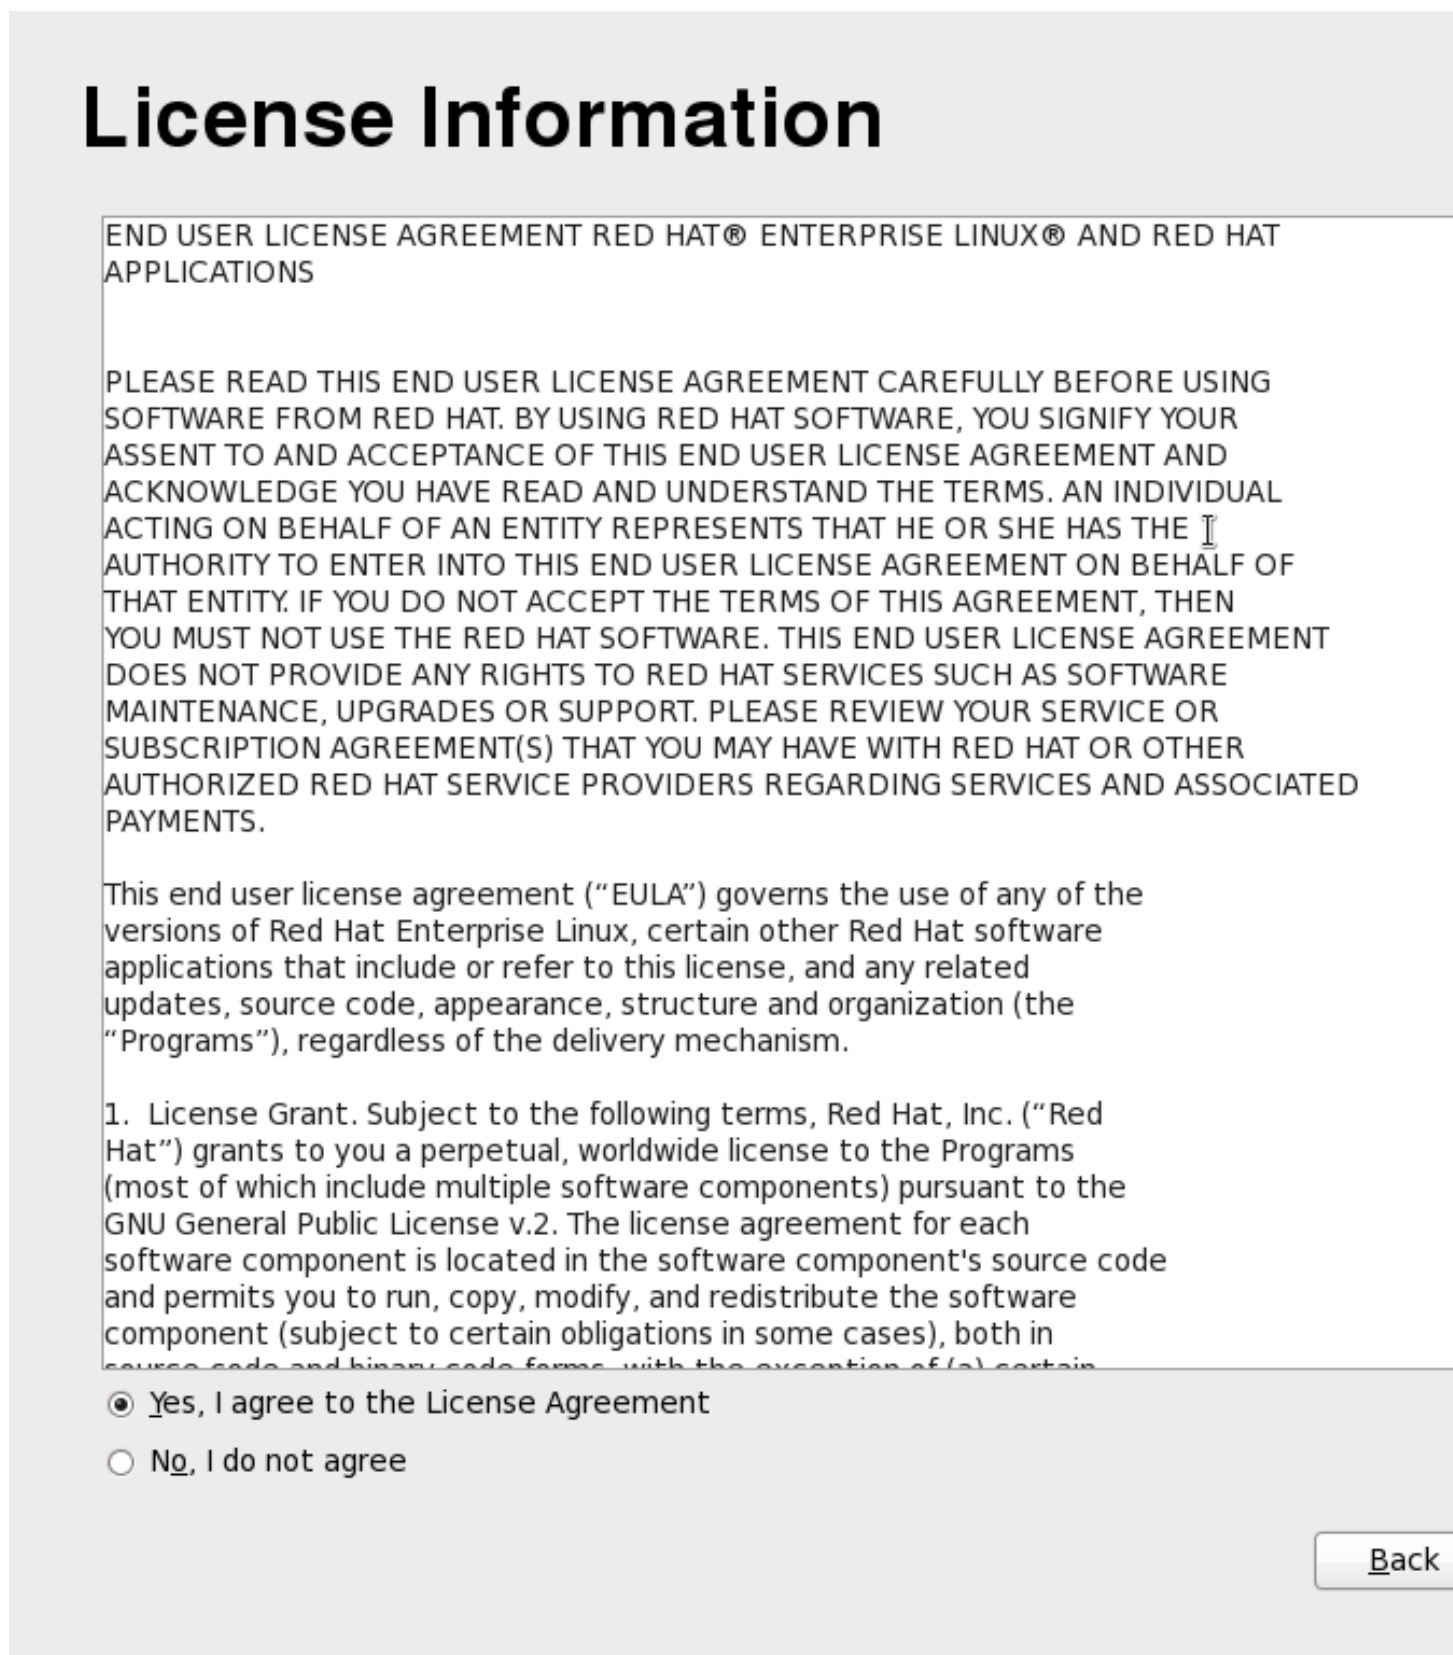 License Information
END USER LICENSE AGREEMENT RED HAT® ENTERPRISE LINUX® AND RED HAT
APPLICATIONS
PLEASE READ THIS END USER LICENSE AGREEMENT CAREFULLY BEFORE USING
SOFTWARE FROM RED HAT. BY USING RED HAT SOFTWARE, YOU SIGNIFY YOUR
ASSENT TO AND ACCEPTANCE OF THIS END USER LICENSE AGREEMENT AND
ACKNOWLEDGE YOU HAVE READ AND UNDERSTAND THE TERMS. AN INDIVIDUAL
ACTING ON BEHALF OF AN ENTITY REPRESENTS THAT HE OR SHE HAS THE
AUTHORITY TO ENTER INTO THIS END USER LICENSE AGREEMENT ON BEHALF OF
THAT ENTITY. IF YOU DO NOT ACCEPT THE TERMS OF THIS AGREEMENT, THEN
YOU MUST NOT USE THE RED HAT SOFTWARE. THIS END USER LICENSE AGREEMENT
DOES NOT PROVIDE ANY RIGHTS TO RED HAT SERVICES SUCH AS SOFTWARE
MAINTENANCE, UPGRADES OR SUPPORT. PLEASE REVIEW YOUR SERVICE OR
SUBSCRIPTION AGREEMENT(S) THAT YOU MAY HAVE WITH RED HAT OR OTHER
AUTHORIZED RED HAT SERVICE PROVIDERS REGARDING SERVICES AND ASSOCIATED
PAYMENTS.
This end user license agreement (“EULA”) governs the use of any of the
versions of Red Hat Enterprise Linux, certain other Red Hat software
applications that include or refer to this license, and any related
updates, source code, appearance, structure and organization (the
“Programs”), regardless of the delivery mechanism.
1.  License Grant. Subject to the following terms, Red Hat, Inc. (“Red
Hat”) grants to you a perpetual, worldwide license to the Programs
(most of which include multiple software components) pursuant to the
GNU General Public License v.2. The license agreement for each
software component is located in the software component's source code
and permits you to run, copy, modify, and redistribute the software
component (subject to certain obligations in some cases), both in
source code and binary code forms, with the exception of (a) certain
Yes, I agree to the License Agreement
No, I do not agree
Back